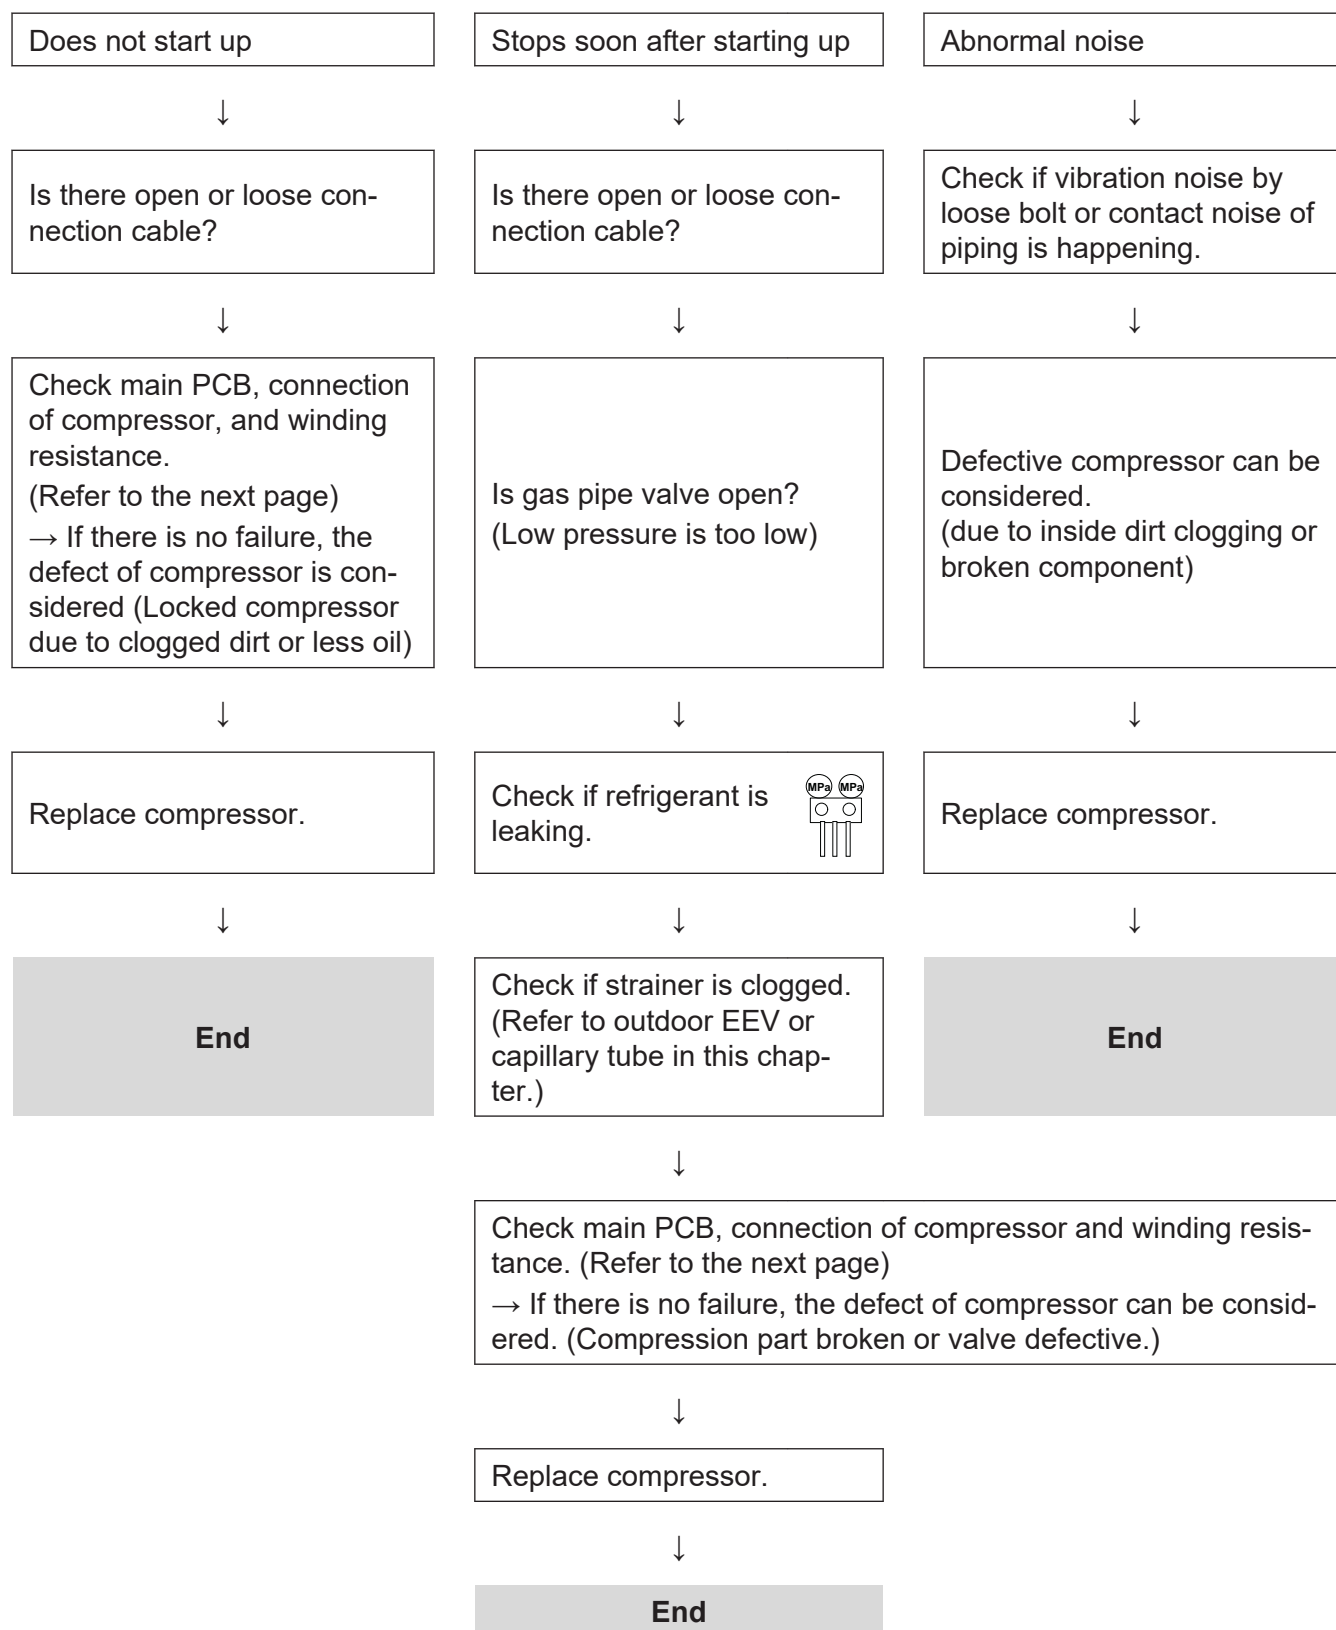 Does not start up
↓
Is there open or loose con-
nection cable?
↓
Check main PCB, connection
of compressor, and winding
resistance.
(Refer to the next page)
→ If there is no failure, the
defect of compressor is con-
sidered (Locked compressor
due to clogged dirt or less oil)
↓
Replace compressor.
↓
End
Stops soon after starting up
↓
Is there open or loose con-
nection cable?
↓
Is gas pipe valve open?
(Low pressure is too low)
↓
Check if refrigerant is
leaking.
MPa MPa
↓
Check if strainer is clogged.
(Refer to outdoor EEV or
capillary tube in this chap-
ter.)
↓
Check main PCB, connection of compressor and winding resis-
tance. (Refer to the next page)
→ If there is no failure, the defect of compressor can be consid-
ered. (Compression part broken or valve defective.)
↓
Replace compressor.
↓
End
Abnormal noise
↓
Check if vibration noise by
loose bolt or contact noise of
piping is happening.
↓
Defective compressor can be
considered.
(due to inside dirt clogging or
broken component)
↓
Replace compressor.
↓
End